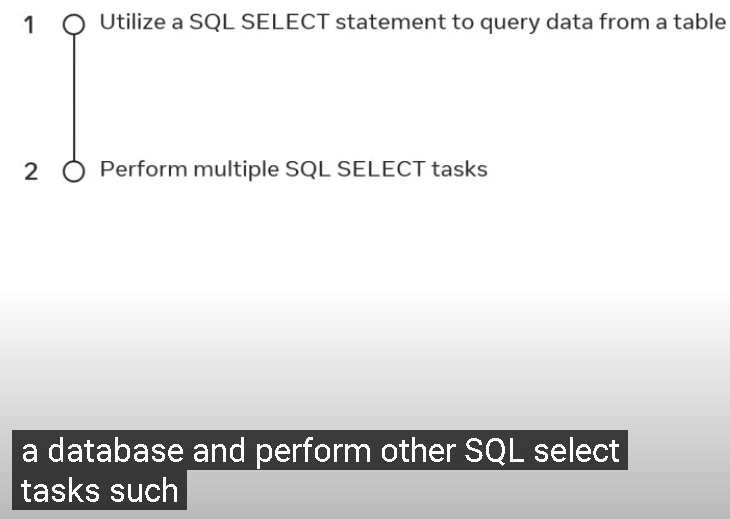 1 Utilize a SQL SELECT statement to query data from a table
2 Perform multiple SQL SELECT tasks
a database and perform other SQL select
tasks such